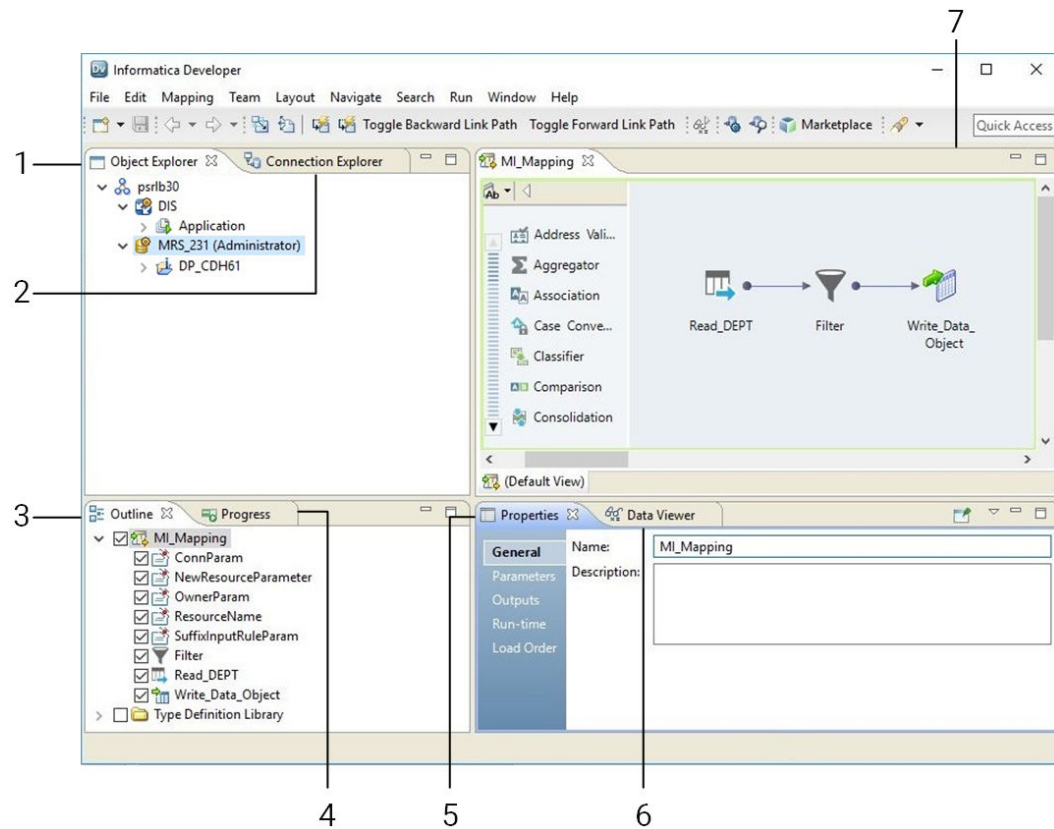 7
Dv Informatica Developer
File Edit Mapping Team Layout Navigate Search Run Window Help
Toggle Backward Link Path Toggle Forward Link Path Marketplace Quick Access
1
Object Explorer Connection Explorer
psrlb30
DIS
Application
MRS_231 (Administrator)
DP_CDH61
2
MI_Mapping
Ab
Address Vali...
Aggregator
Association
Case Conve...
Classifier
Comparison
Consolidation
Read_DEPT Filter Write_Data_
Object
(Default View)
3
Outline Progress
MI_Mapping
ConnParam
NewResourceParameter
OwnerParam
ResourceName
SuffixInputRuleParam
Filter
Read_DEPT
Write_Data_Object
Type Definition Library
Properties Data Viewer
General
Parameters
Outputs
Run-time
Load Order
Name: MI_Mapping
Description:
4 5 6